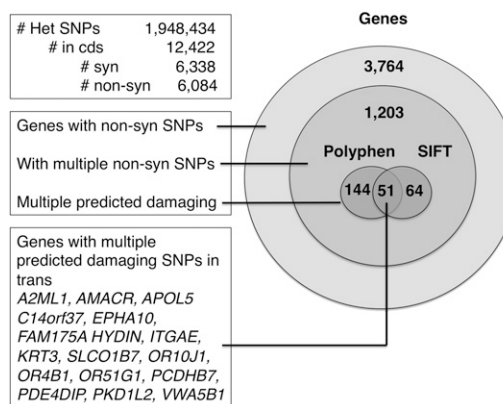 # Het SNPs 1,948,434
# in cds 12,422
# syn 6,338
# non-syn 6,084
Genes with non-syn SNPs
With multiple non-syn SNPs
Multiple predicted damaging
Genes with multiple
predicted damaging SNPs in
trans
A2ML1, AMACR, APOL5
C14orf37, EPHA10,
FAM175A HYDIN, ITGAE,
KRT3, SLCO1B7, OR10J1,
OR4B1, OR51G1, PCDHB7,
PDE4DIP, PKD1L2, VWA5B1
Genes
3,764
1,203
Polyphen SIFT
144 51 64